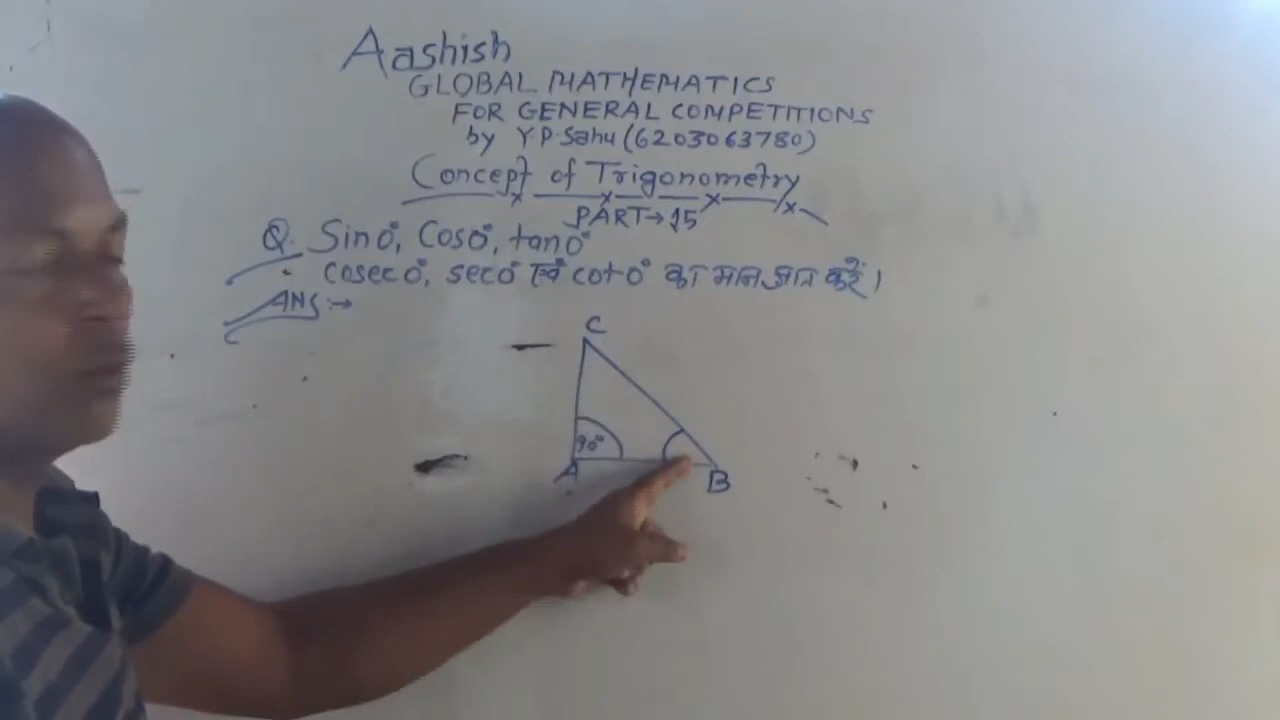 Aashish
GLOBAL MATHEMATICS
FOR GENERAL COMPETITIONS
by Y.P. Sahu (6203063780)
Concept of Trigonometry
PART→15
Q. Sin0°, Cos0°, tan0°
cosec0°, sec0° एवं cot0° का मान ज्ञात करें।
ANS:→
C
90°
A
B